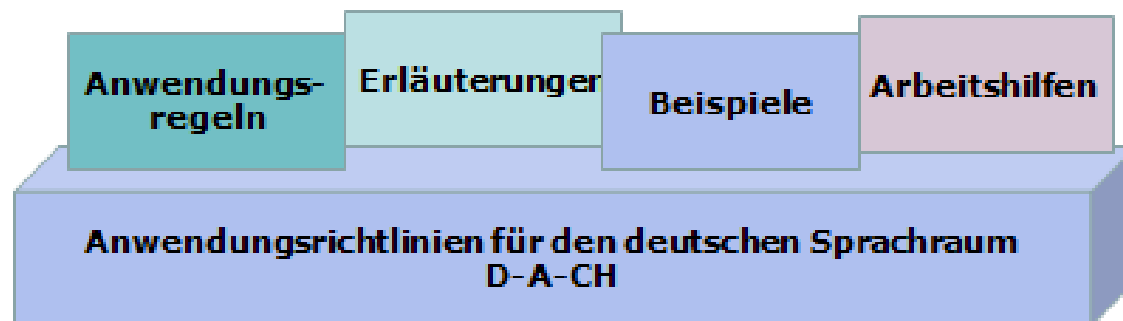 Anwendungs-
regeln
Erläuterungen
Beispiele
Arbeitshilfen
Anwendungsrichtlinien für den deutschen Sprachraum
D-A-CH